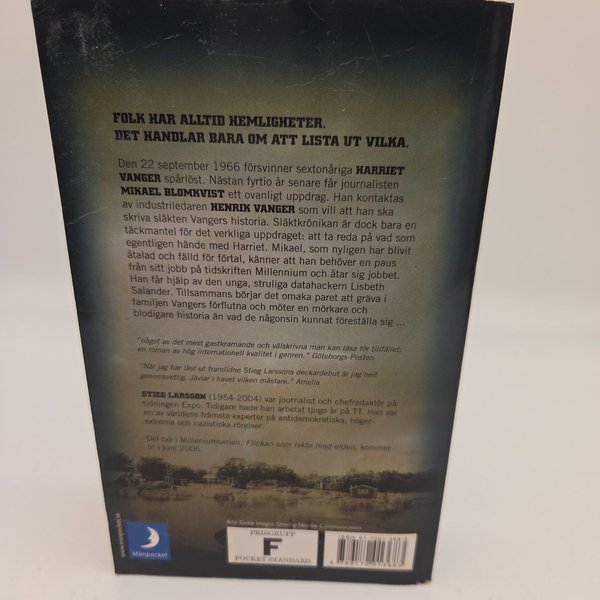 FOLK HAR ALLTID HEMLIGHETER.
DET HANDLAR BARA OM ATT LISTA UT VILKA.
Den 22 september 1966 försvinner sextonåriga HARRIET
VANGER spårlöst. Nästan fyrtio år senare får journalisten
MIKAEL BLOMKVIST ett ovanligt uppdrag. Han kontaktas
av industriledaren HENRIK VANGER som vill att han ska
skriva släkten Vangers historia. Släktkrönikan är dock bara en
täckmantel för det verkliga uppdraget: att ta reda på vad som
egentligen hände med Harriet. Mikael, som nyligen har blivit
åtalad och fälld för förtal, känner att han behöver en paus
från sitt jobb på tidskriften Millennium och åtar sig jobbet.
Han får hjälp av den unga, struliga datahackern Lisbeth
Salander. Tillsammans börjar det omaka paret att gräva i
familjen Vangers förflutna och möter en mörkare och
blodigare historia än vad de någonsin kunnat föreställa sig ...
"något av det mest gastkramande och välskrivna man kan läsa för tillfället;
en roman av hög internationell kvalitet i genren." Göteborgs-Posten
"När jag har läst ut framlidne Stieg Larssons deckardebut är jag helt
genomsvettig. Jävlar i havet vilken mästare." Amelia
STIEG LARSSON (1954-2004) var journalist och chefredaktör på
tidningen Expo. Tidigare hade han arbetat tjugo år på TT. Han var
en av världens främsta experter på antidemokratiska, höger-
extrema och nazistiska rörelser.
Del två i Milleniumserien, Flickan som lekte med elden, kommer
ut i juni 2006.
Bild: Getty Images. Omslag: Norma Communication
www.manpocket.se
Månpocket
PRISGRUPP
F
POCKET STANDARD